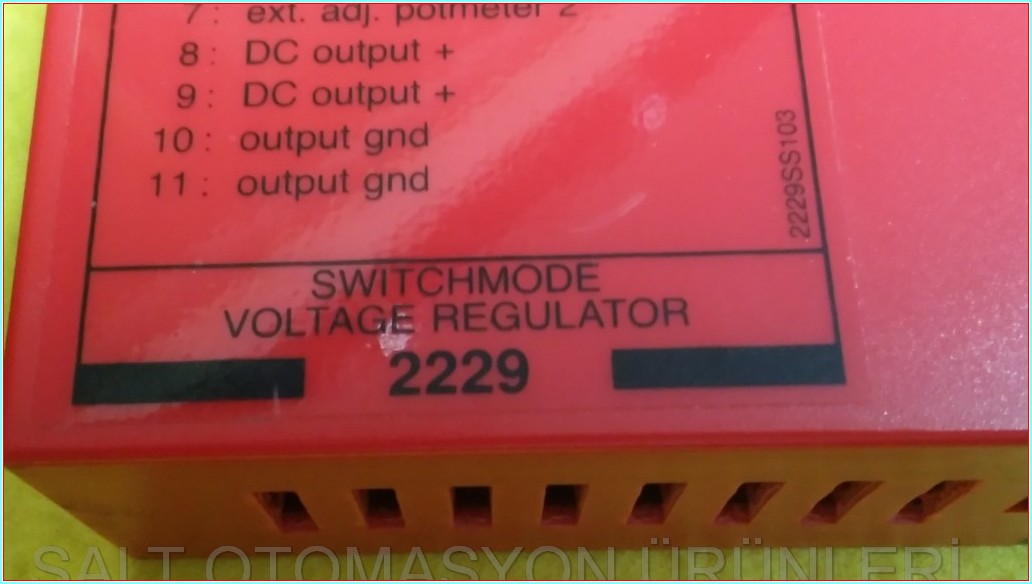 7: ext. adj. potmeter 2
8: DC output +
9: DC output +
10: output gnd
11: output gnd
2229SS103
SWITCHMODE
VOLTAGE REGULATOR
2229
SALT OTOMASYON ÜRÜNLERİ